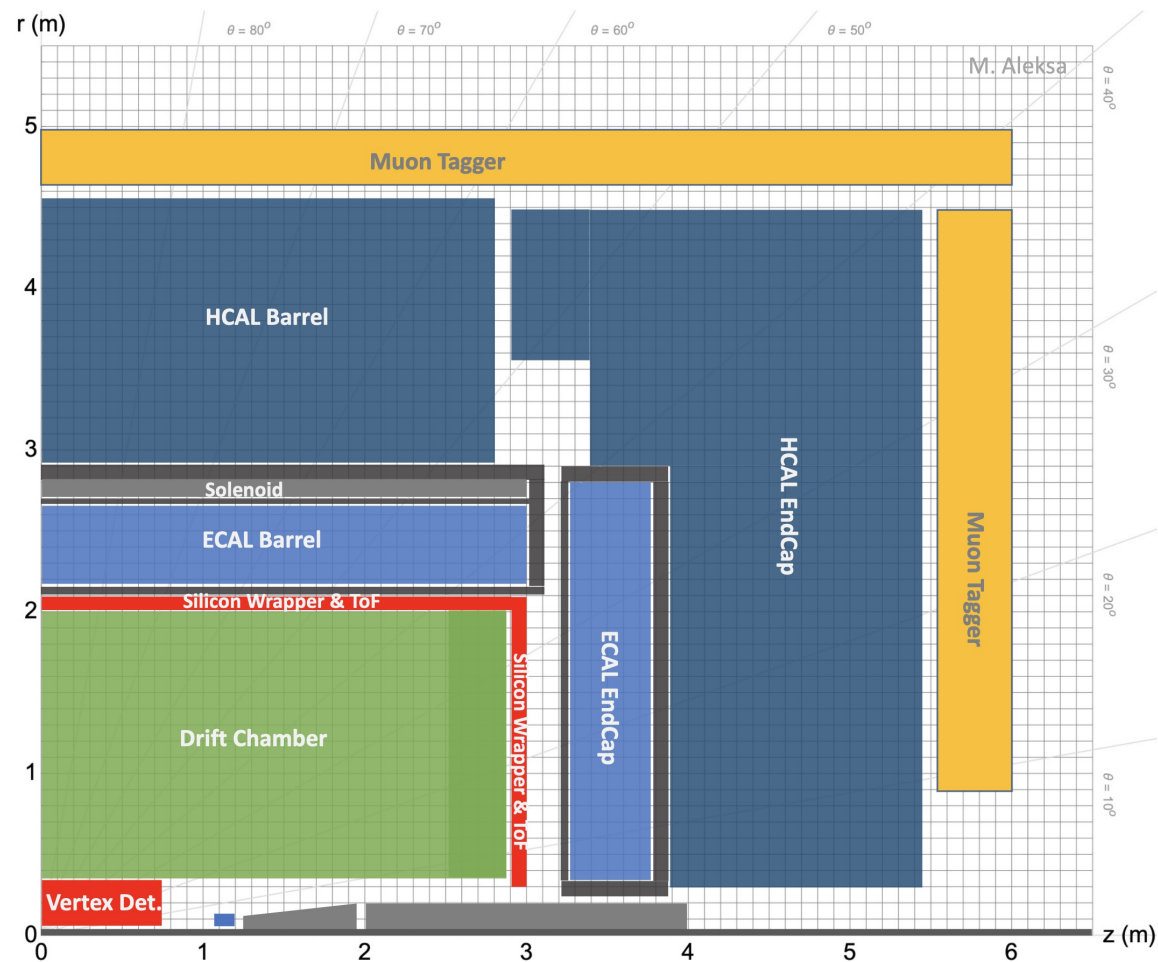 r (m)
θ = 80°
θ = 70°
θ = 60°
θ = 50°
M. Aleksa
θ = 40°
5
Muon Tagger
4
HCAL Barrel
θ = 30°
3
Solenoid
HCAL EndCap
ECAL Barrel
Muon Tagger
θ = 20°
2
Silicon Wrapper & ToF
Silicon Wrapper & ToF
ECAL EndCap
Drift Chamber
1
θ = 10°
Vertex Det.
0
z (m)
0
1
2
3
4
5
6